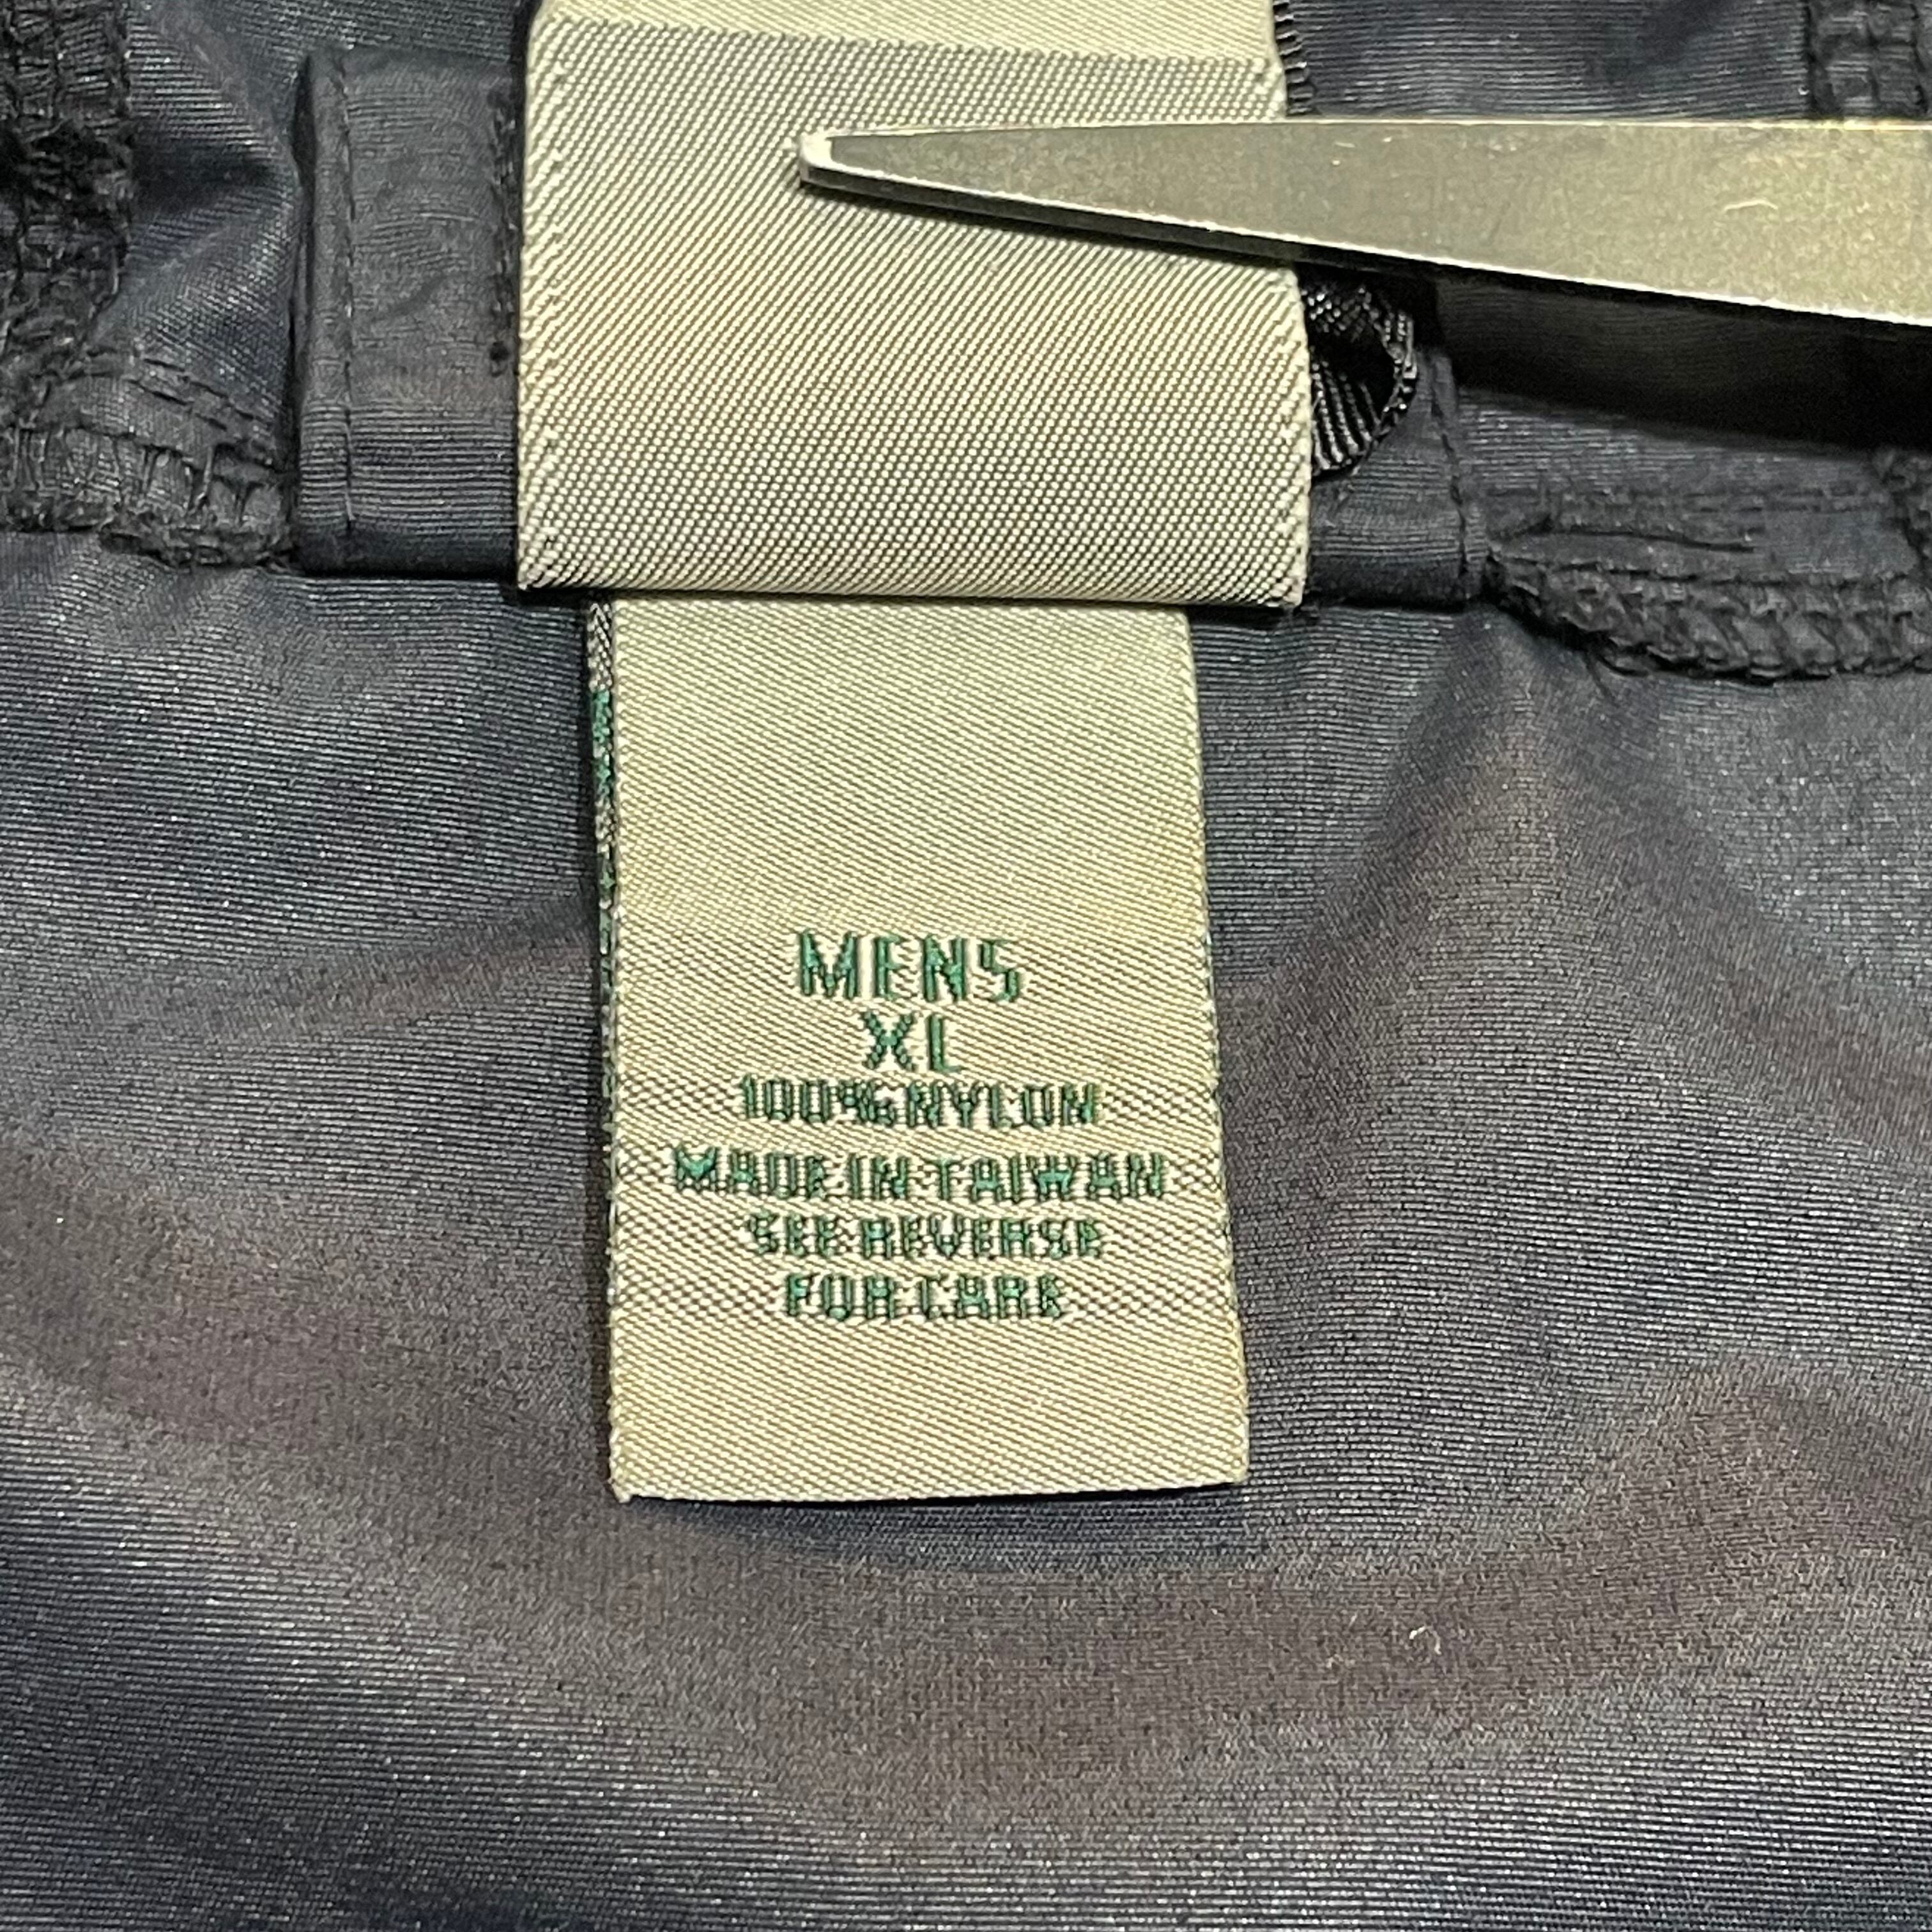 MENS
XL
100% NYLON
MADE IN TAIWAN
SEE REVERSE
FOR CARE